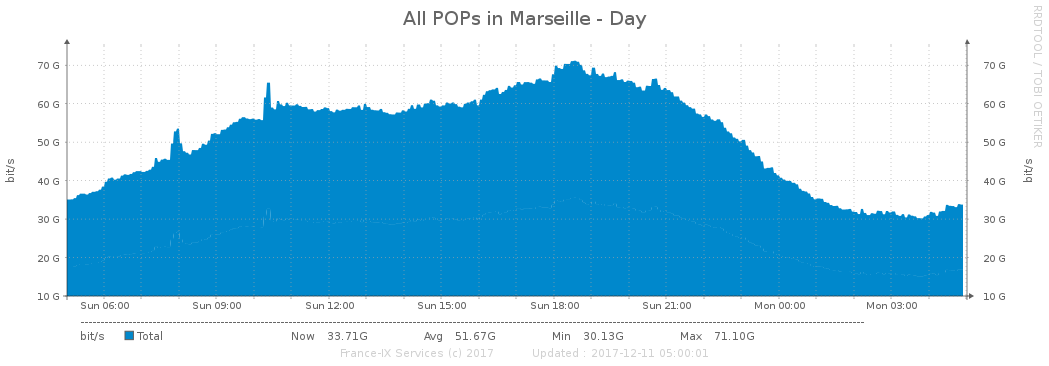 All POPs in Marseille - Day
RRDTOOL / TOBI OETIKER
70 G 70 G
60 G 60 G
50 G 50 G
40 G 40 G
30 G 30 G
20 G 20 G
10 G 10 G
bit/s bit/s
Sun 06:00 Sun 09:00 Sun 12:00 Sun 15:00 Sun 18:00 Sun 21:00 Mon 00:00 Mon 03:00
bit/s Total Now 33.71G Avg 51.67G Min 30.13G Max 71.10G
France-IX Services (c) 2017 Updated : 2017-12-11 05:00:01